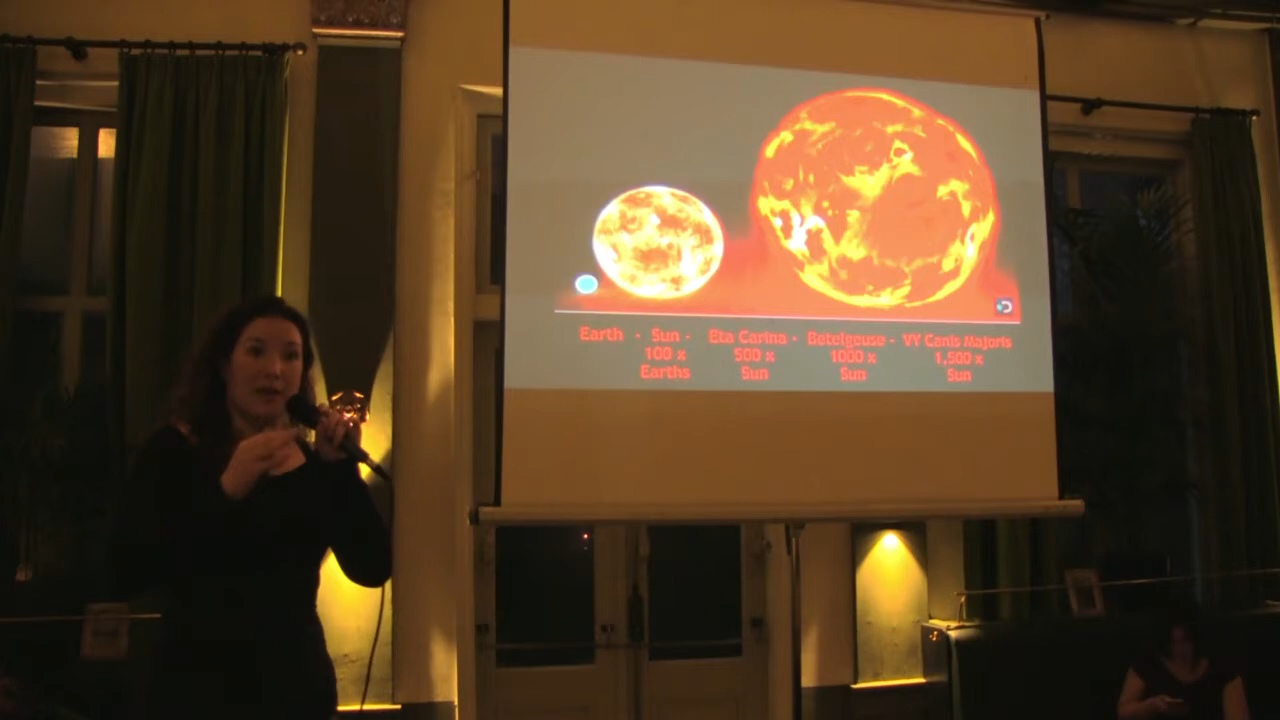 Earth - Sun - Eta Carina - Betelgeuse - VY Canis Majoris
100 x 500 x 1000 x 1,500 x
Earths Sun Sun Sun